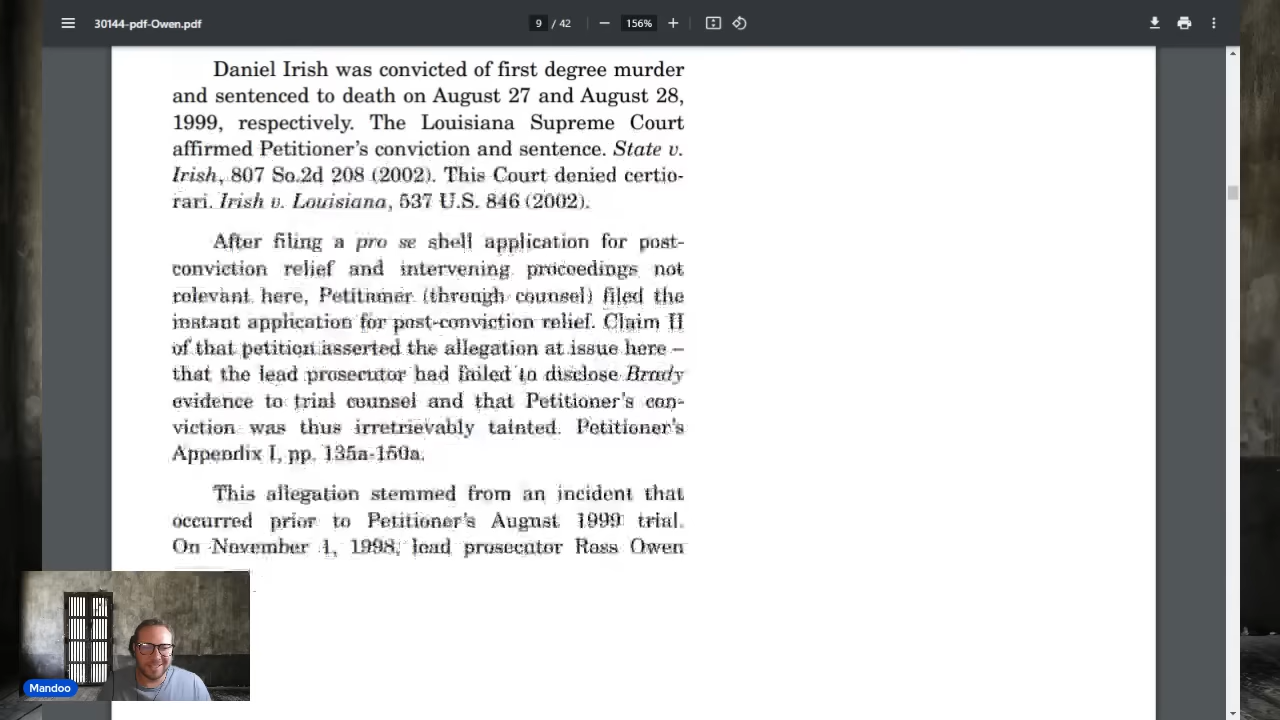 30144-pdf-Owen.pdf
9 / 42
156%
Daniel Irish was convicted of first degree murder
and sentenced to death on August 27 and August 28,
1999, respectively. The Louisiana Supreme Court
affirmed Petitioner's conviction and sentence. State v.
Irish, 807 So.2d 208 (2002). This Court denied certio-
rari. Irish v. Louisiana, 537 U.S. 846 (2002).
After filing a pro se shell application for post-
conviction relief and intervening proceedings not
relevant here, Petitioner (through counsel) filed the
instant application for post-conviction relief. Claim II
of that petition asserted the allegation at issue here –
that the lead prosecutor had failed to disclose Brady
evidence to trial counsel and that Petitioner's con-
viction was thus irretrievably tainted. Petitioner's
Appendix I, pp. 135a-150a.
This allegation stemmed from an incident that
occurred prior to Petitioner's August 1999 trial.
On November 1, 1998, lead prosecutor Ross Owen
Mandoo